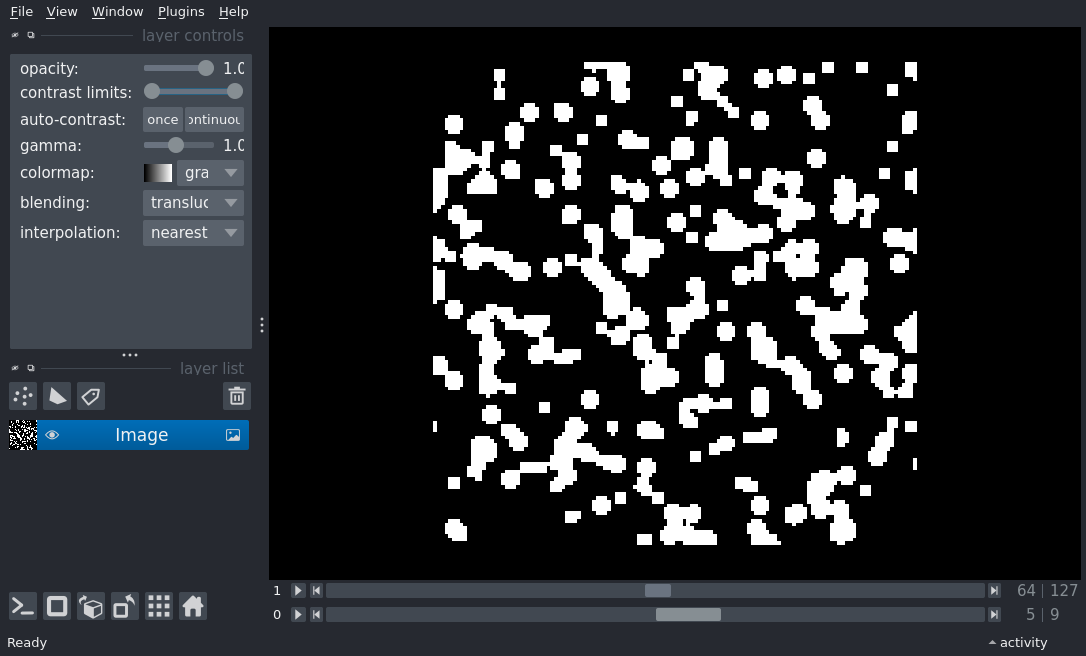 File View Window Plugins Help
layer controls
opacity: 1.0
contrast limits:
auto-contrast: once ontinuou
gamma: 1.0
colormap: gra
blending: transluc
interpolation: nearest
layer list
Image
1 64 | 127
0 5 | 9
Ready activity